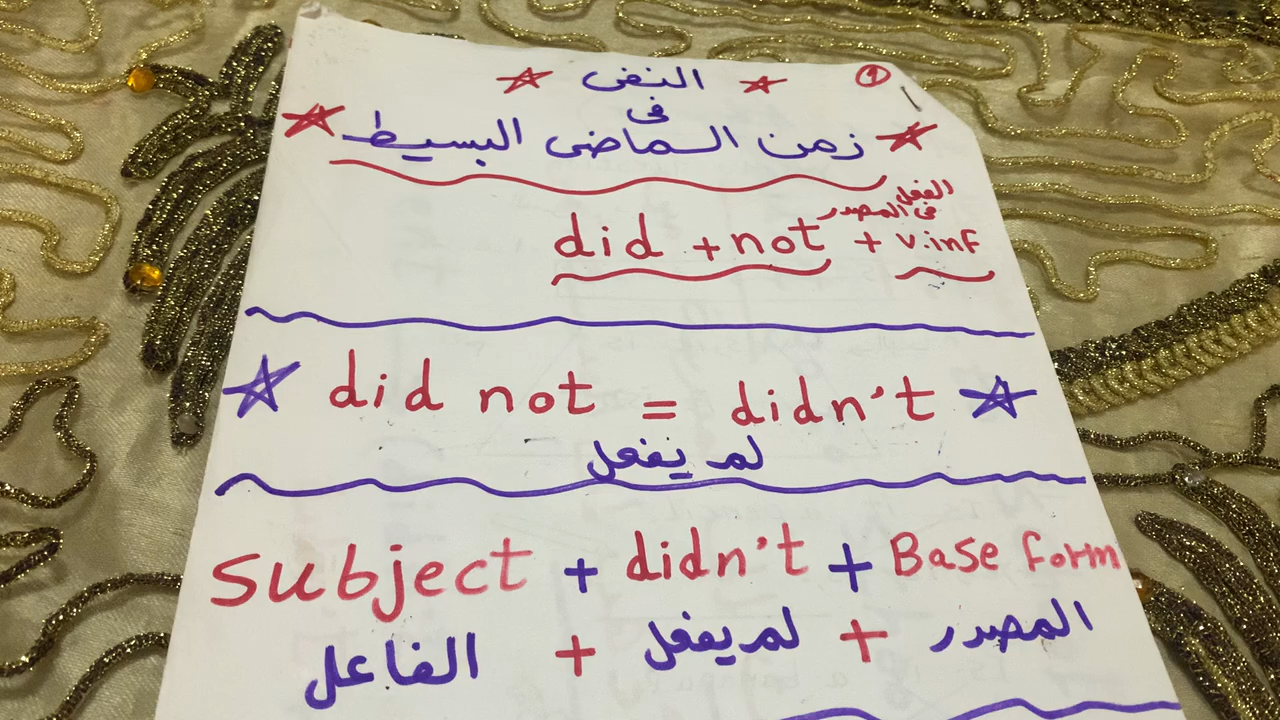 ①
النفى
فى
زمن الماضى البسيط
الفعل
فى المصدر
did + not + v.inf
did not = didn't
لم يفعل
Subject + didn't + Base form
الفاعل + لم يفعل + المصدر